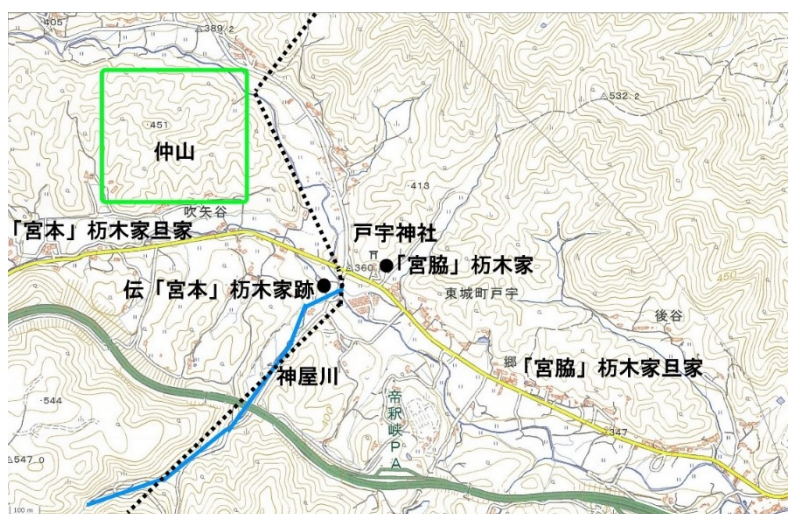 405
△389.2
・451
仲山
△532.2
・413
吹矢谷
「宮本」杤木家旦家
戸宇神社
△360
「宮脇」杤木家
伝「宮本」杤木家跡
東城町戸宇
450
後谷
郷
「宮脇」杤木家旦家
神屋川
帝釈峡PA
・544
・347
△547.0
100 m